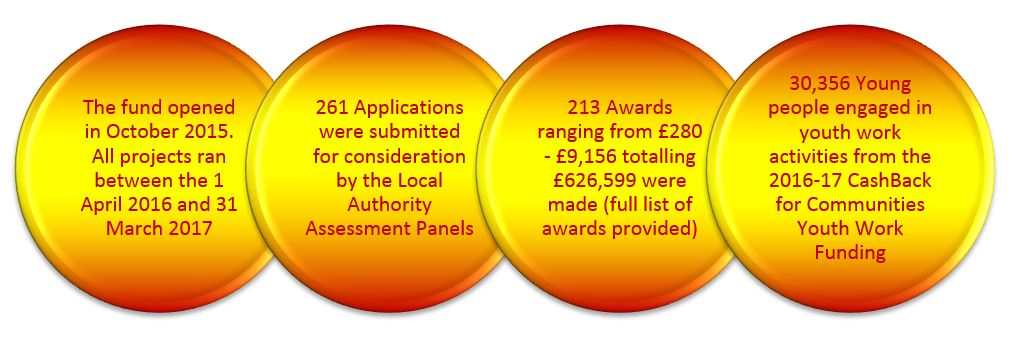 The fund opened
in October 2015.
All projects ran
between the 1
April 2016 and 31
March 2017
261 Applications
were submitted
for consideration
by the Local
Authority
Assessment Panels
213 Awards
ranging from £280
- £9,156 totalling
£626,599 were
made (full list of
awards provided)
30,356 Young
people engaged in
youth work
activities from the
2016-17 CashBack
for Communities
Youth Work
Funding